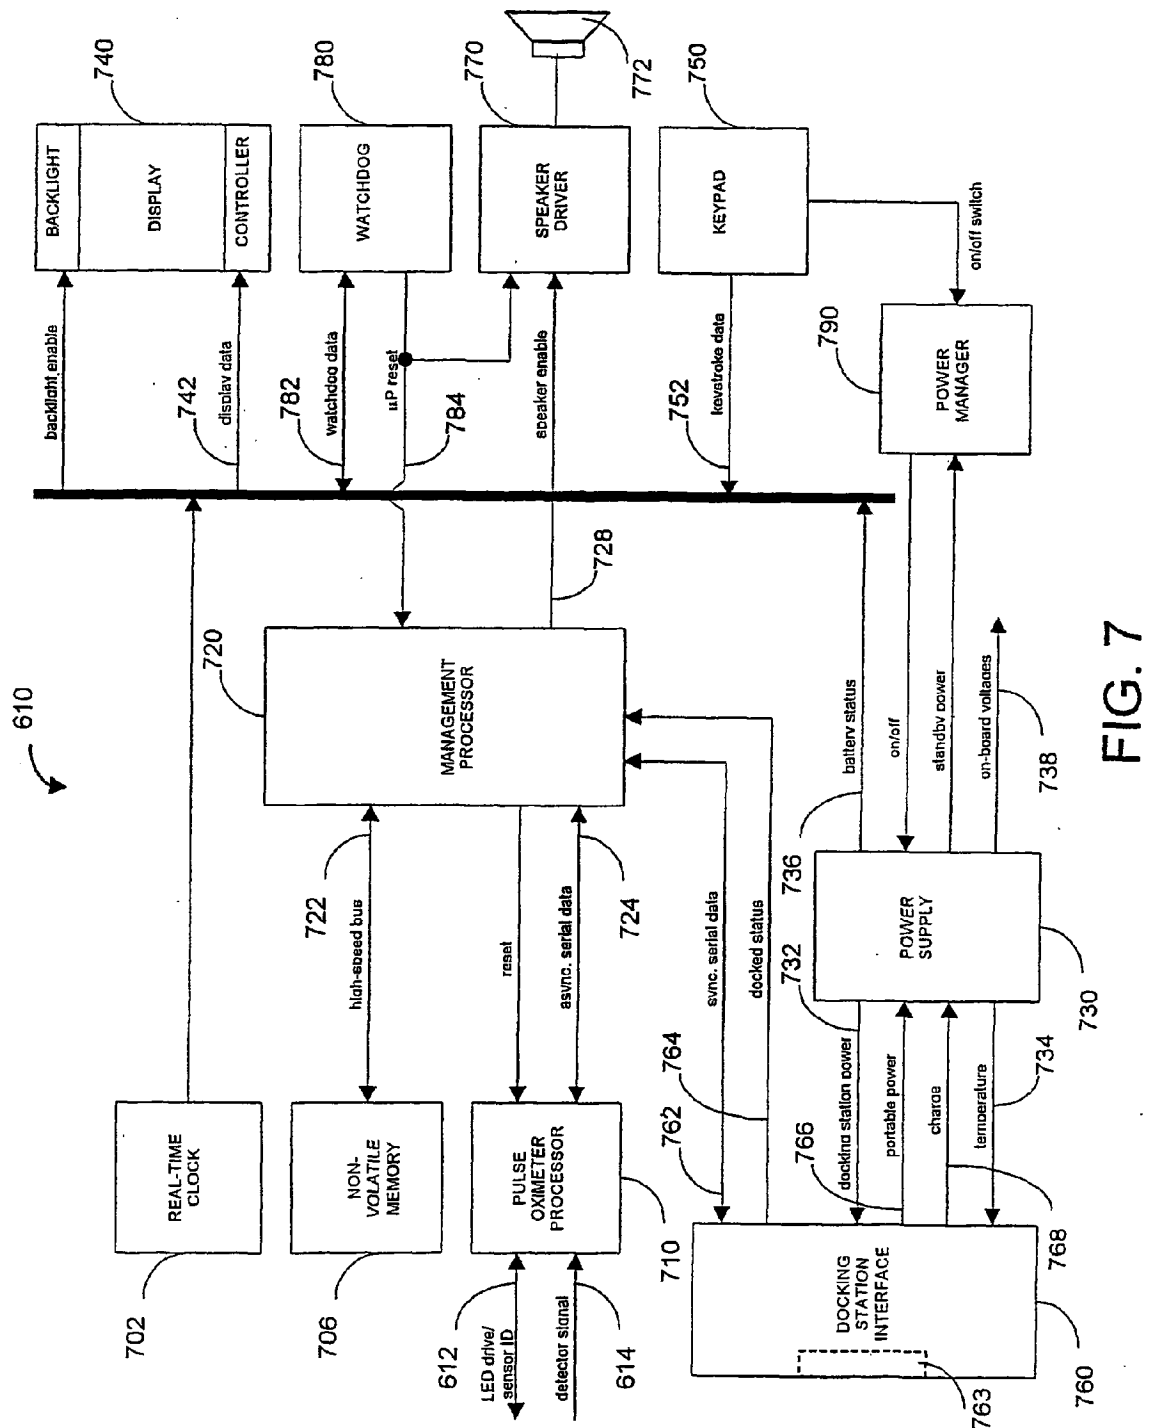 610
702
REAL-TIME
CLOCK
706
NON-
VOLATILE
MEMORY
612
LED drive/
sensor ID
detector signal
614
PULSE
OXIMETER
PROCESSOR
710
722
high-speed bus
reset
async. serial data
724
720
MANAGEMENT
PROCESSOR
728
backlight enable
742
display data
782
watchdog data
µP reset
784
speaker enable
752
keystroke data
740
BACKLIGHT
DISPLAY
CONTROLLER
780
WATCHDOG
770
SPEAKER
DRIVER
772
750
KEYPAD
on/off switch
790
POWER
MANAGER
762
764
sync. serial data
docked status
DOCKING
STATION
INTERFACE
763
760
732
docking station power
766
portable power
charge
768
temperature
734
POWER
SUPPLY
730
736
battery status
on/off
standby power
on-board voltages
738
FIG. 7